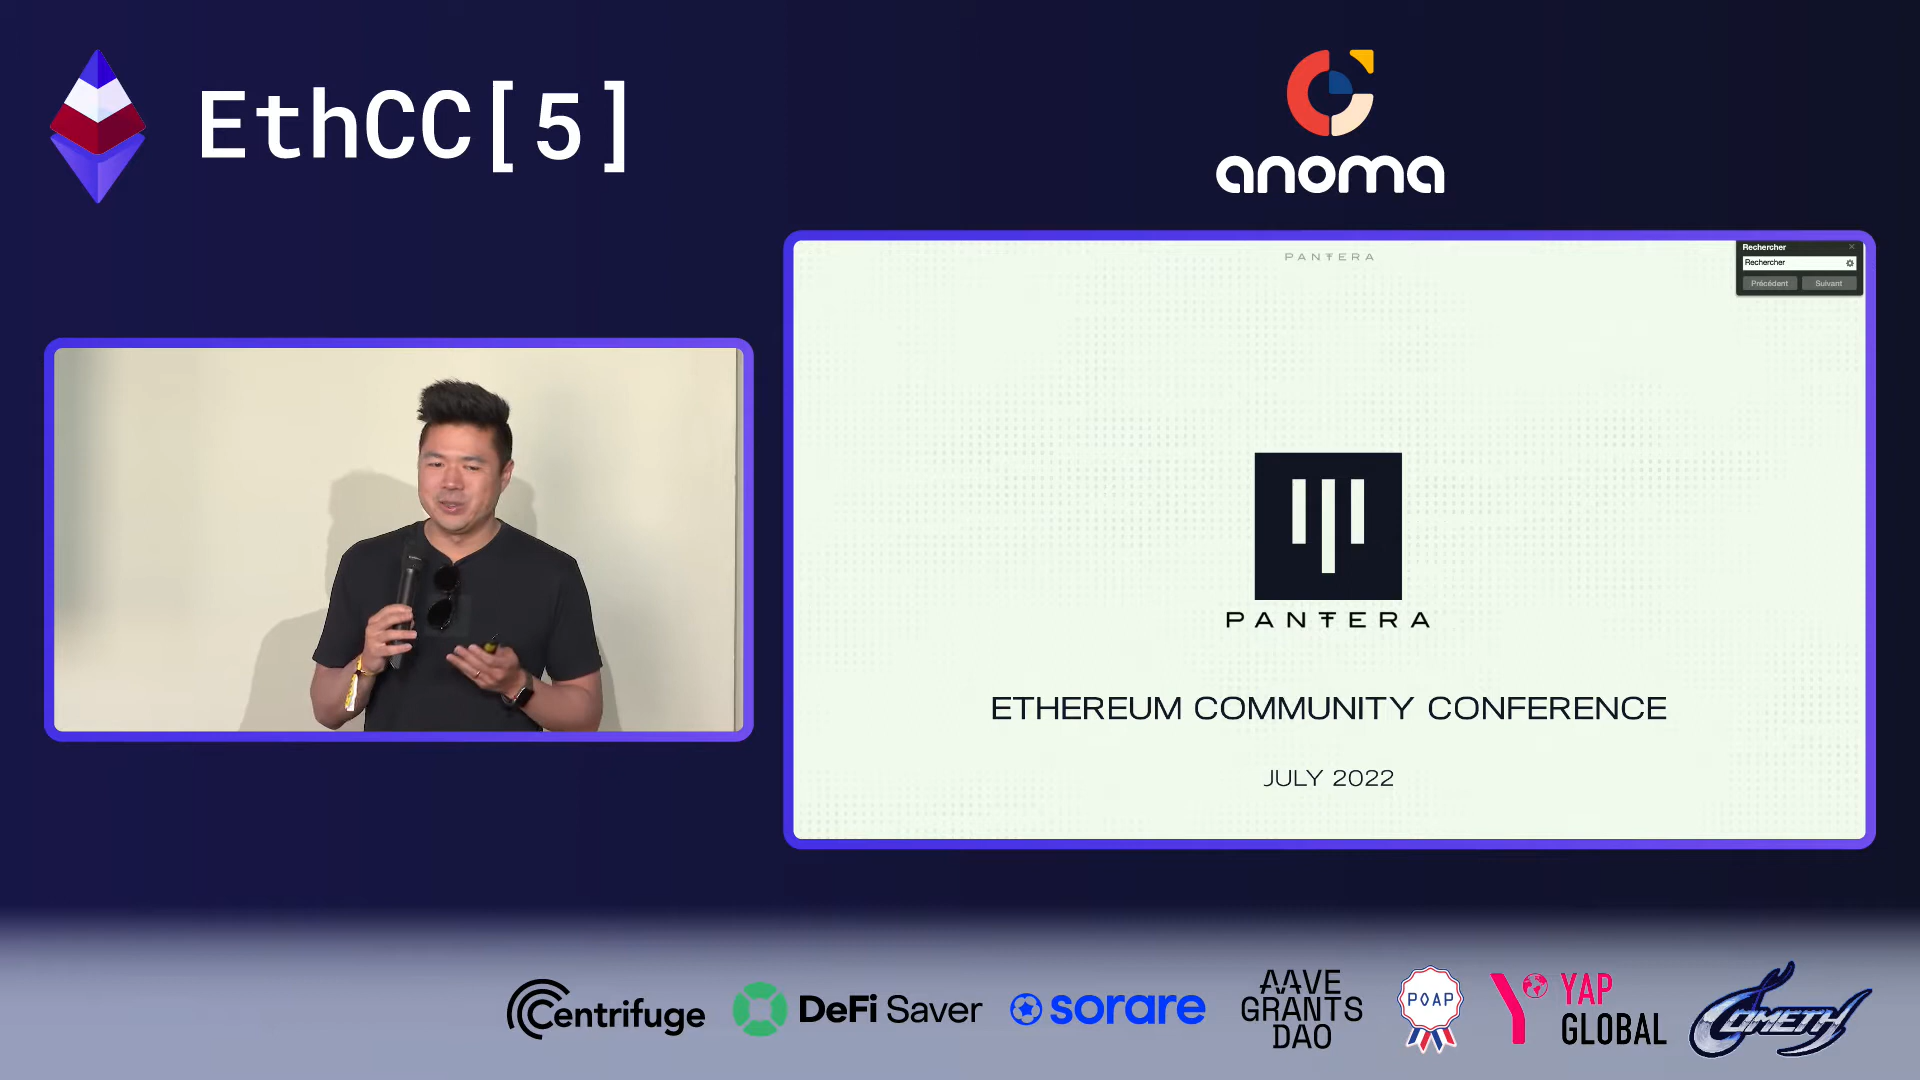 EthCC[5]
anoma
PANTERA
Rechercher
Rechercher
Précédent Suivant
PANTERA
ETHEREUM COMMUNITY CONFERENCE
JULY 2022
Centrifuge
DeFi Saver
sorare
AAVE
GRANTS
DAO
POAP
YAP
GLOBAL
COMETH